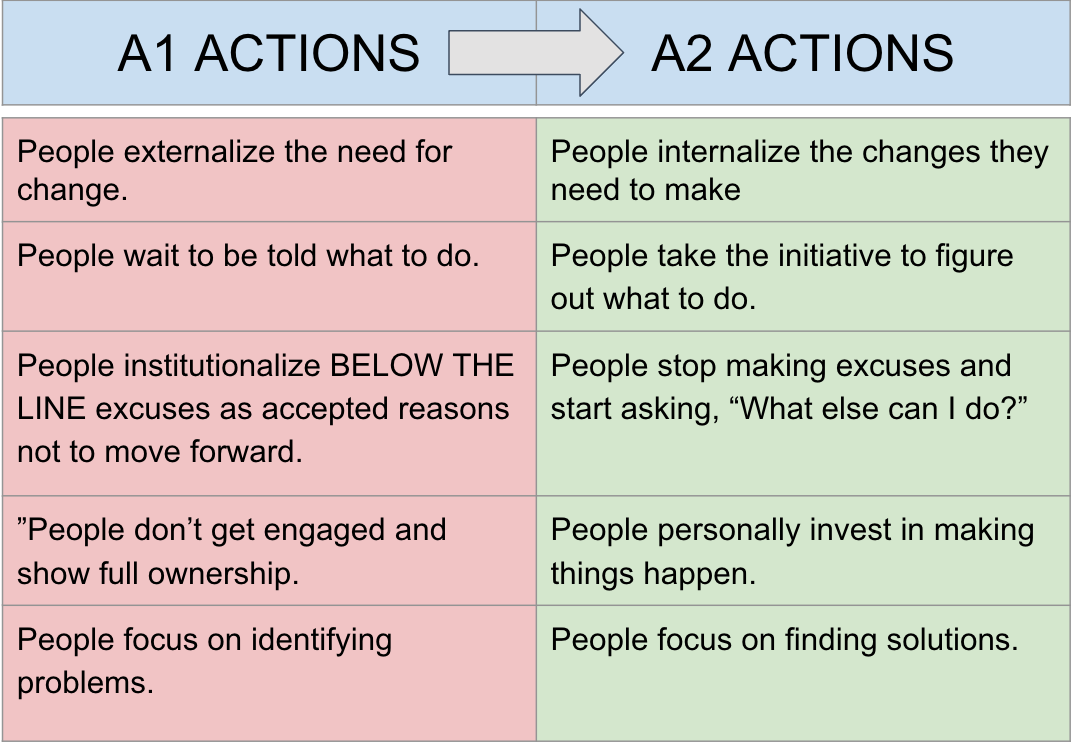 A1 ACTIONS
A2 ACTIONS
People externalize the need for
change.
People internalize the changes they
need to make
People wait to be told what to do.
People take the initiative to figure
out what to do.
People institutionalize BELOW THE
LINE excuses as accepted reasons
not to move forward.
People stop making excuses and
start asking, “What else can I do?”
”People don’t get engaged and
show full ownership.
People personally invest in making
things happen.
People focus on identifying
problems.
People focus on finding solutions.